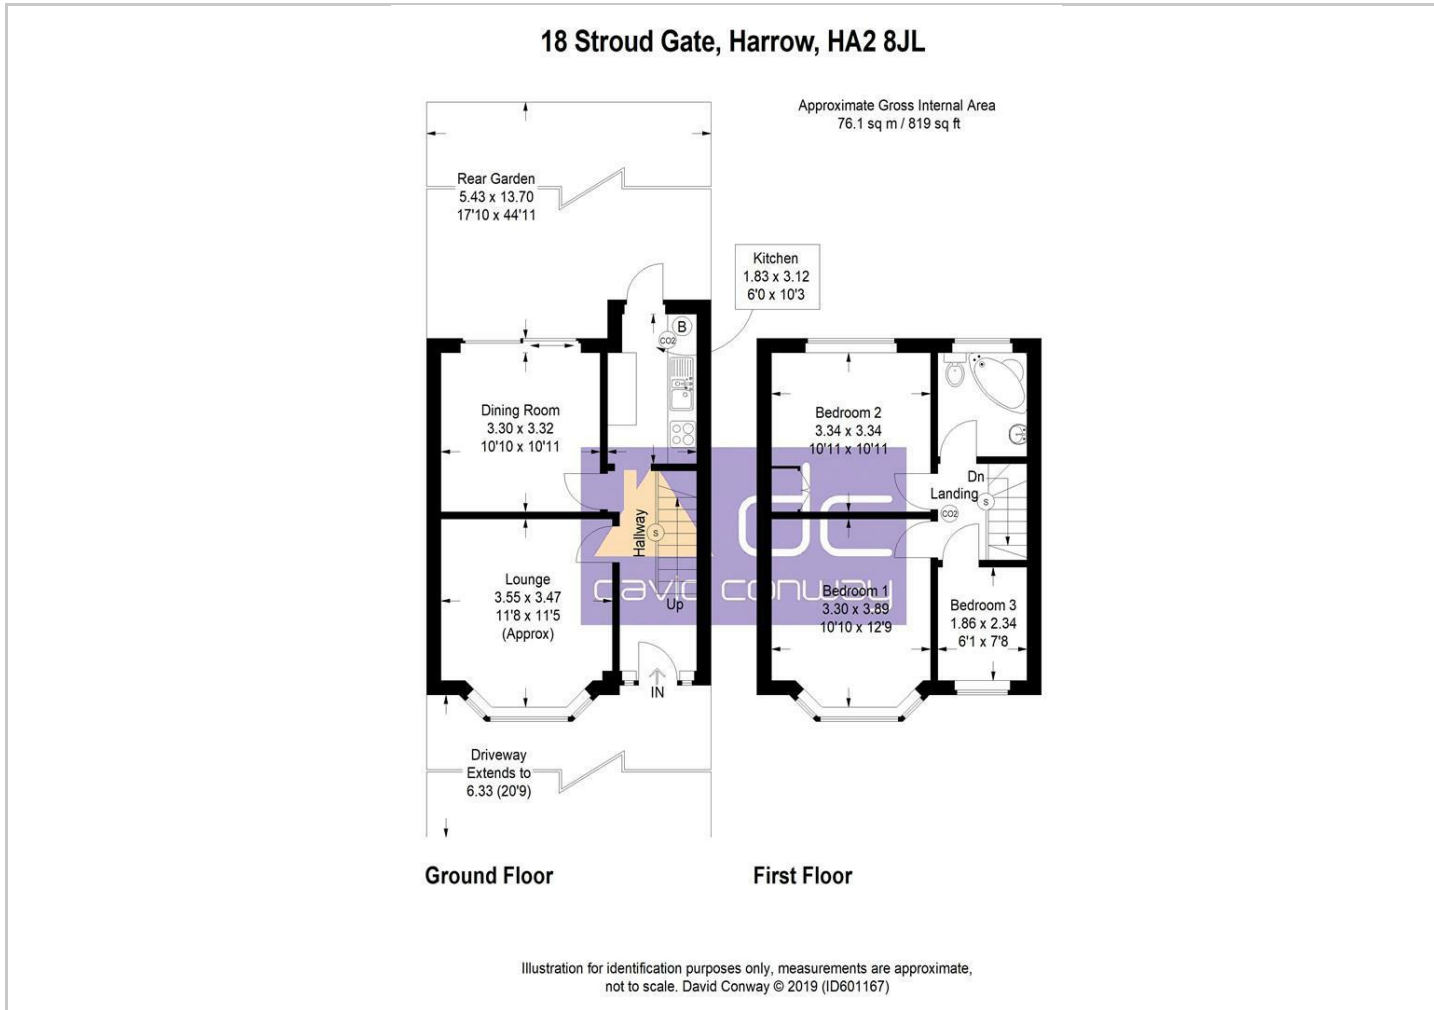 18 Stroud Gate, Harrow, HA2 8JL
Approximate Gross Internal Area
76.1 sq m / 819 sq ft
Rear Garden
5.43 x 13.70
17'10 x 44'11
Kitchen
1.83 x 3.12
6'0 x 10'3
B
CO2
Dining Room
3.30 x 3.32
10'10 x 10'11
Bedroom 2
3.34 x 3.34
10'11 x 10'11
Dn
Landing
S
CO2
Hallway
S
dc
david conway
Lounge
3.55 x 3.47
11'8 x 11'5
(Approx)
Up
Bedroom 1
3.30 x 3.89
10'10 x 12'9
Bedroom 3
1.86 x 2.34
6'1 x 7'8
IN
Driveway
Extends to
6.33 (20'9)
Ground Floor
First Floor
Illustration for identification purposes only, measurements are approximate,
not to scale. David Conway © 2019 (ID601167)